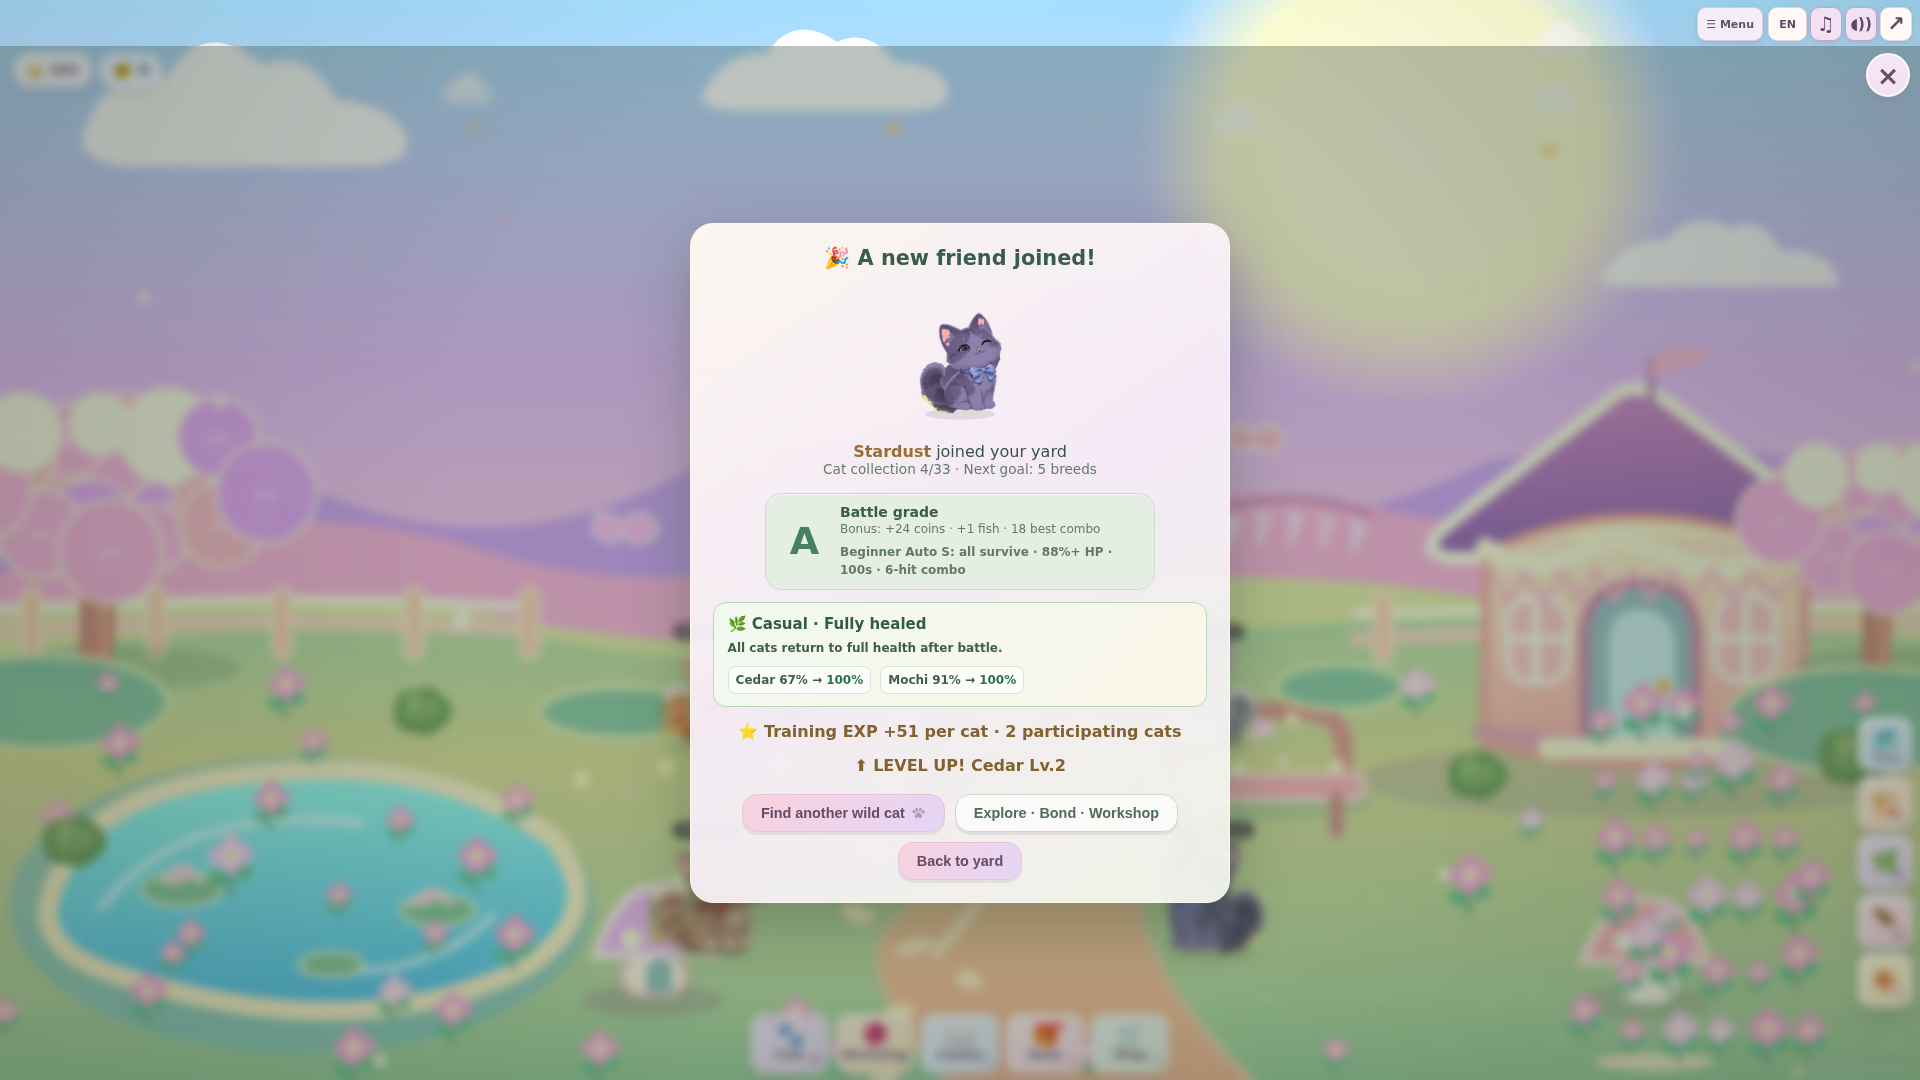 ☰ Menu
EN
🎉 A new friend joined!
Stardust joined your yard
Cat collection 4/33 · Next goal: 5 breeds
A
Battle grade
Bonus: +24 coins · +1 fish · 18 best combo
Beginner Auto S: all survive · 88%+ HP ·
100s · 6-hit combo
🌿 Casual · Fully healed
All cats return to full health after battle.
Cedar 67% → 100%
Mochi 91% → 100%
⭐ Training EXP +51 per cat · 2 participating cats
⬆ LEVEL UP! Cedar Lv.2
Find another wild cat 🐾
Explore · Bond · Workshop
Back to yard